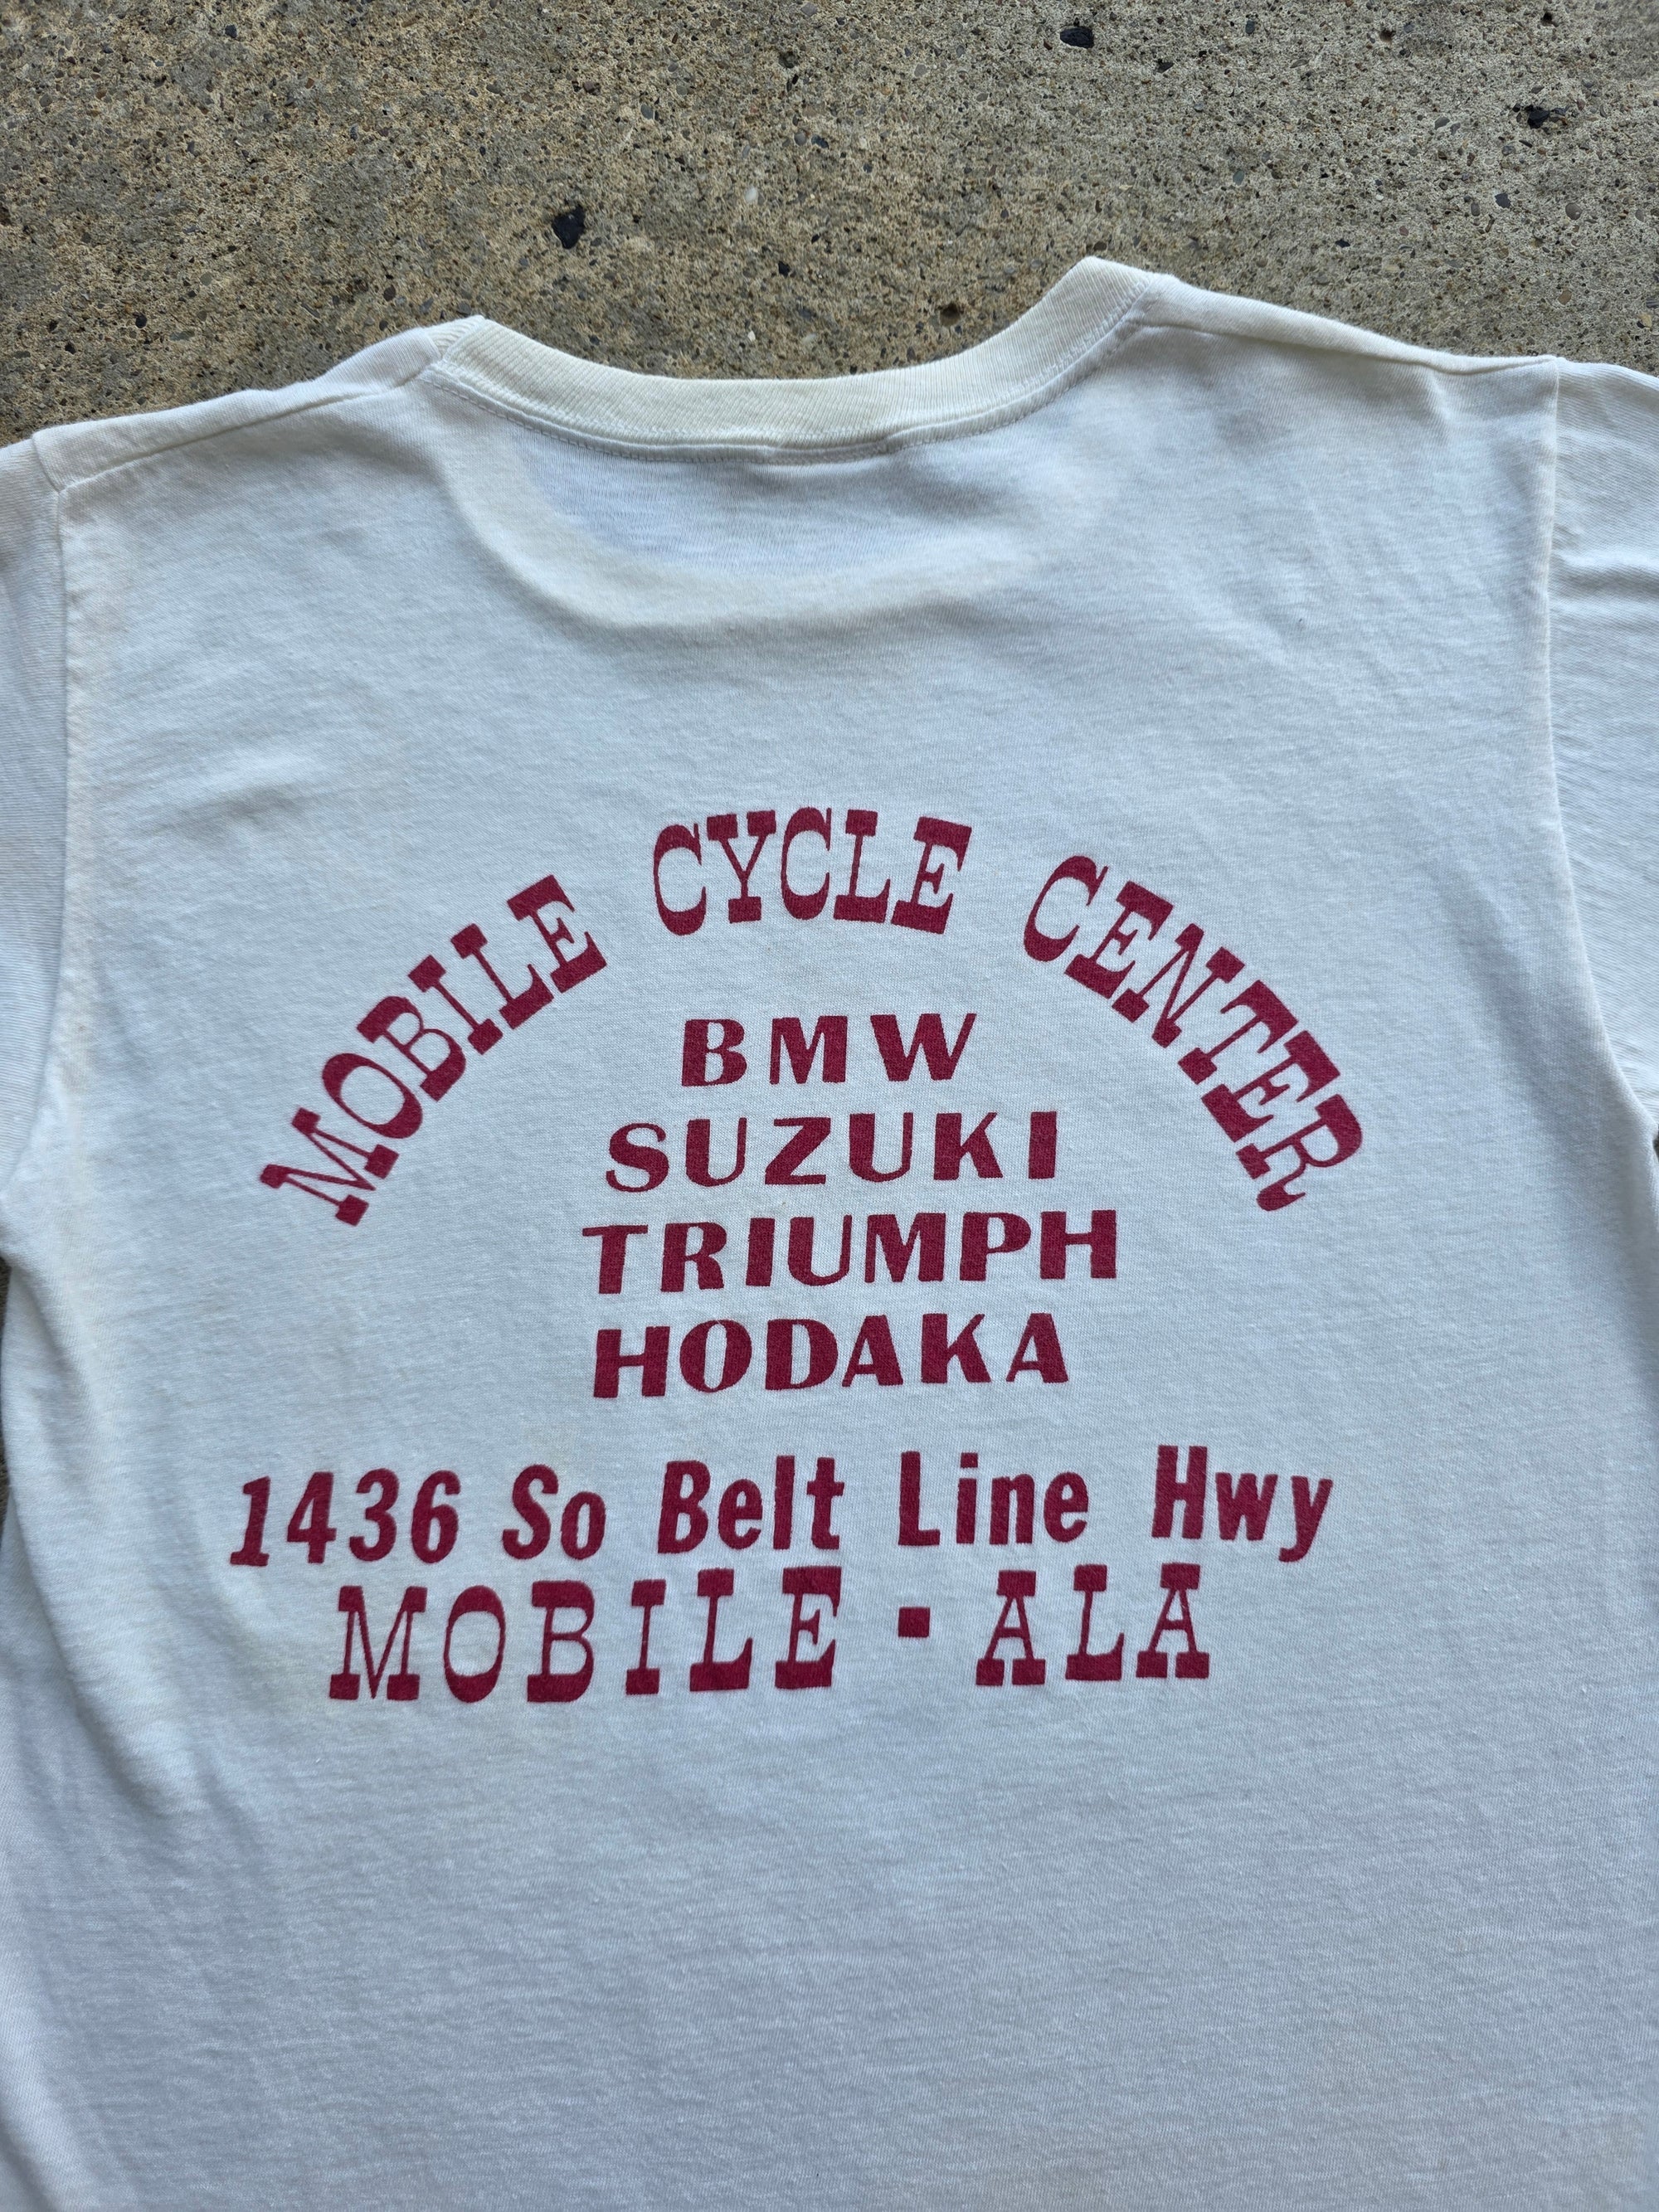 MOBILE CYCLE CENTER
BMW
SUZUKI
TRIUMPH
HODAKA
1436 So Belt Line Hwy
MOBILE - ALA